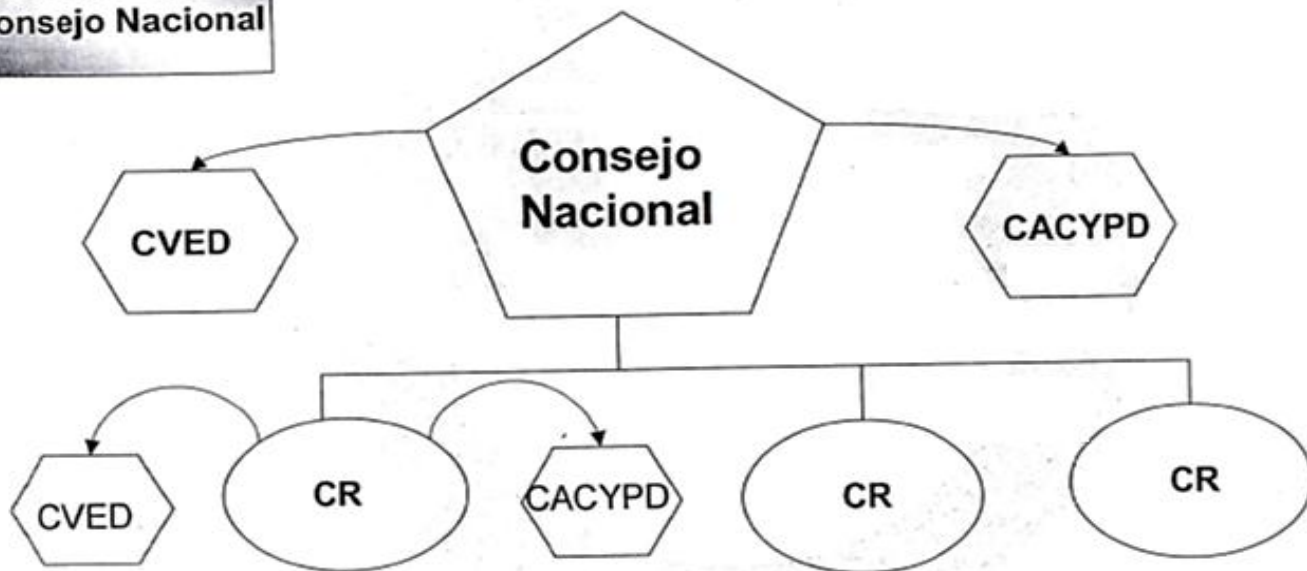 onsejo Nacional
Consejo
Nacional
CVED
CACYPD
CVED
CR
CACYPD
CR
CR